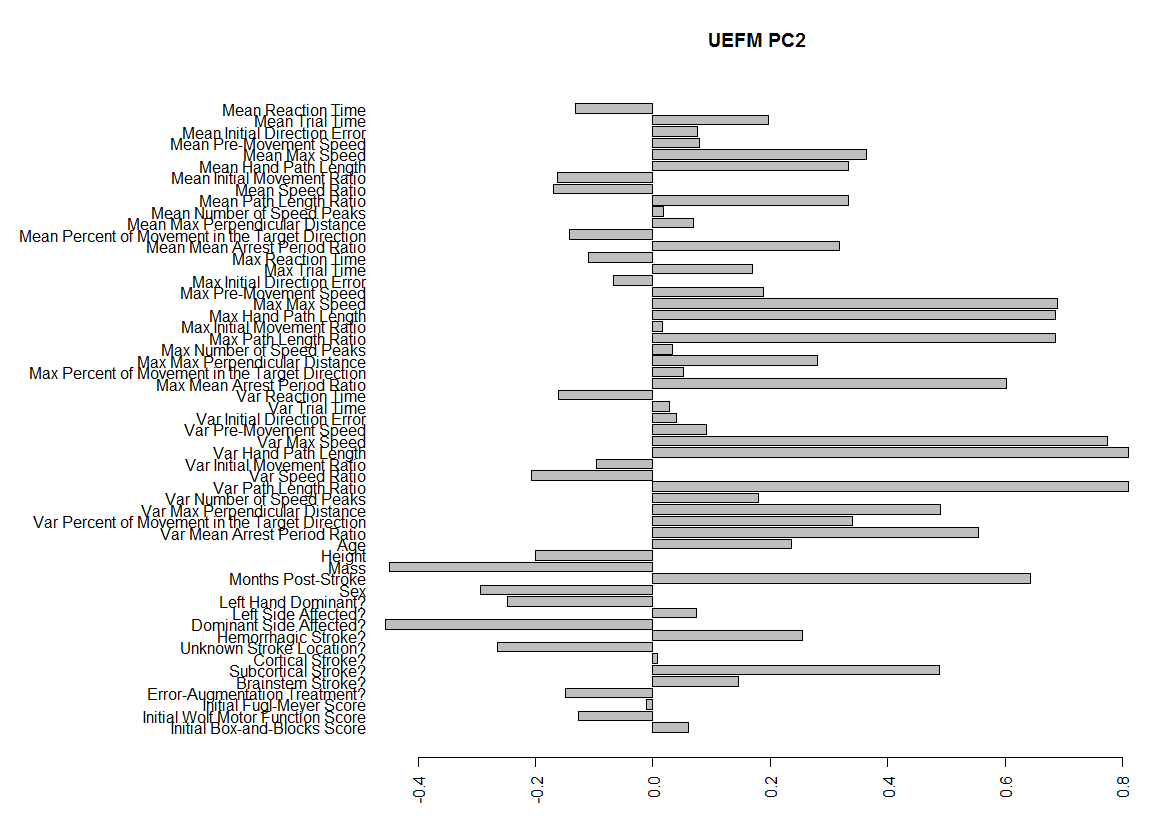 UEFM PC2
Mean Reaction Time
Mean Trial Time
Mean Initial Direction Error
Mean Pre-Movement Speed
Mean Max Speed
Mean Hand Path Length
Mean Initial Movement Ratio
Mean Speed Ratio
Mean Path Length Ratio
Mean Number of Speed Peaks
Mean Max Perpendicular Distance
Mean Percent of Movement in the Target Direction
Mean Mean Arrest Period Ratio
Max Reaction Time
Max Trial Time
Max Initial Direction Error
Max Pre-Movement Speed
Max Max Speed
Max Hand Path Length
Max Initial Movement Ratio
Max Path Length Ratio
Max Number of Speed Peaks
Max Max Perpendicular Distance
Max Percent of Movement in the Target Direction
Max Mean Arrest Period Ratio
Var Reaction Time
Var Trial Time
Var Initial Direction Error
Var Pre-Movement Speed
Var Max Speed
Var Hand Path Length
Var Initial Movement Ratio
Var Speed Ratio
Var Path Length Ratio
Var Number of Speed Peaks
Var Max Perpendicular Distance
Var Percent of Movement in the Target Direction
Var Mean Arrest Period Ratio
Age
Height
Mass
Months Post-Stroke
Sex
Left Hand Dominant?
Left Side Affected?
Dominant Side Affected?
Hemorrhagic Stroke?
Unknown Stroke Location?
Cortical Stroke?
Subcortical Stroke?
Brainstem Stroke?
Error-Augmentation Treatment?
Initial Fugl-Meyer Score
Initial Wolf Motor Function Score
Initial Box-and-Blocks Score
-0.4
-0.2
0.0
0.2
0.4
0.6
0.8